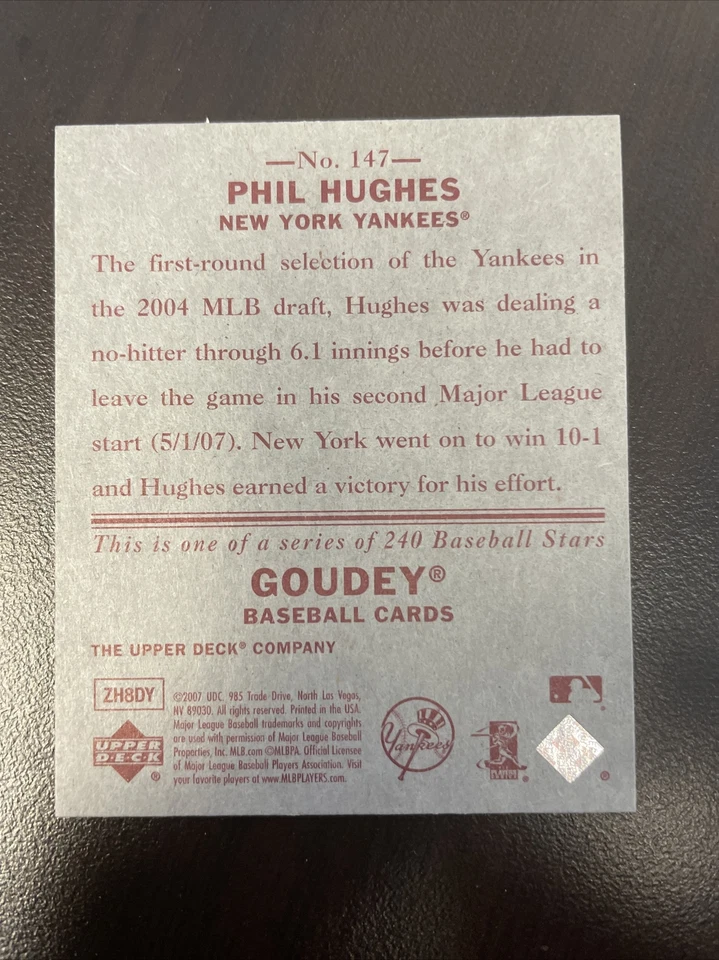 —No. 147—
PHIL HUGHES
NEW YORK YANKEES®
The first-round selection of the Yankees in
the 2004 MLB draft, Hughes was dealing a
no-hitter through 6.1 innings before he had to
leave the game in his second Major League
start (5/1/07). New York went on to win 10-1
and Hughes earned a victory for his effort.
This is one of a series of 240 Baseball Stars
GOUDEY®
BASEBALL CARDS
THE UPPER DECK® COMPANY
ZH8DY
©2007 UDC, 985 Trade Drive, North Las Vegas,
NV 89030. All rights reserved. Printed in the USA.
Major League Baseball trademarks and copyrights
are used with permission of Major League Baseball
Properties, Inc. MLB.com ©MLBPA. Official Licensee
of Major League Baseball Players Association. Visit
your favorite players at www.MLBPLAYERS.com.
UPPER
DECK®
Yankees
®
®